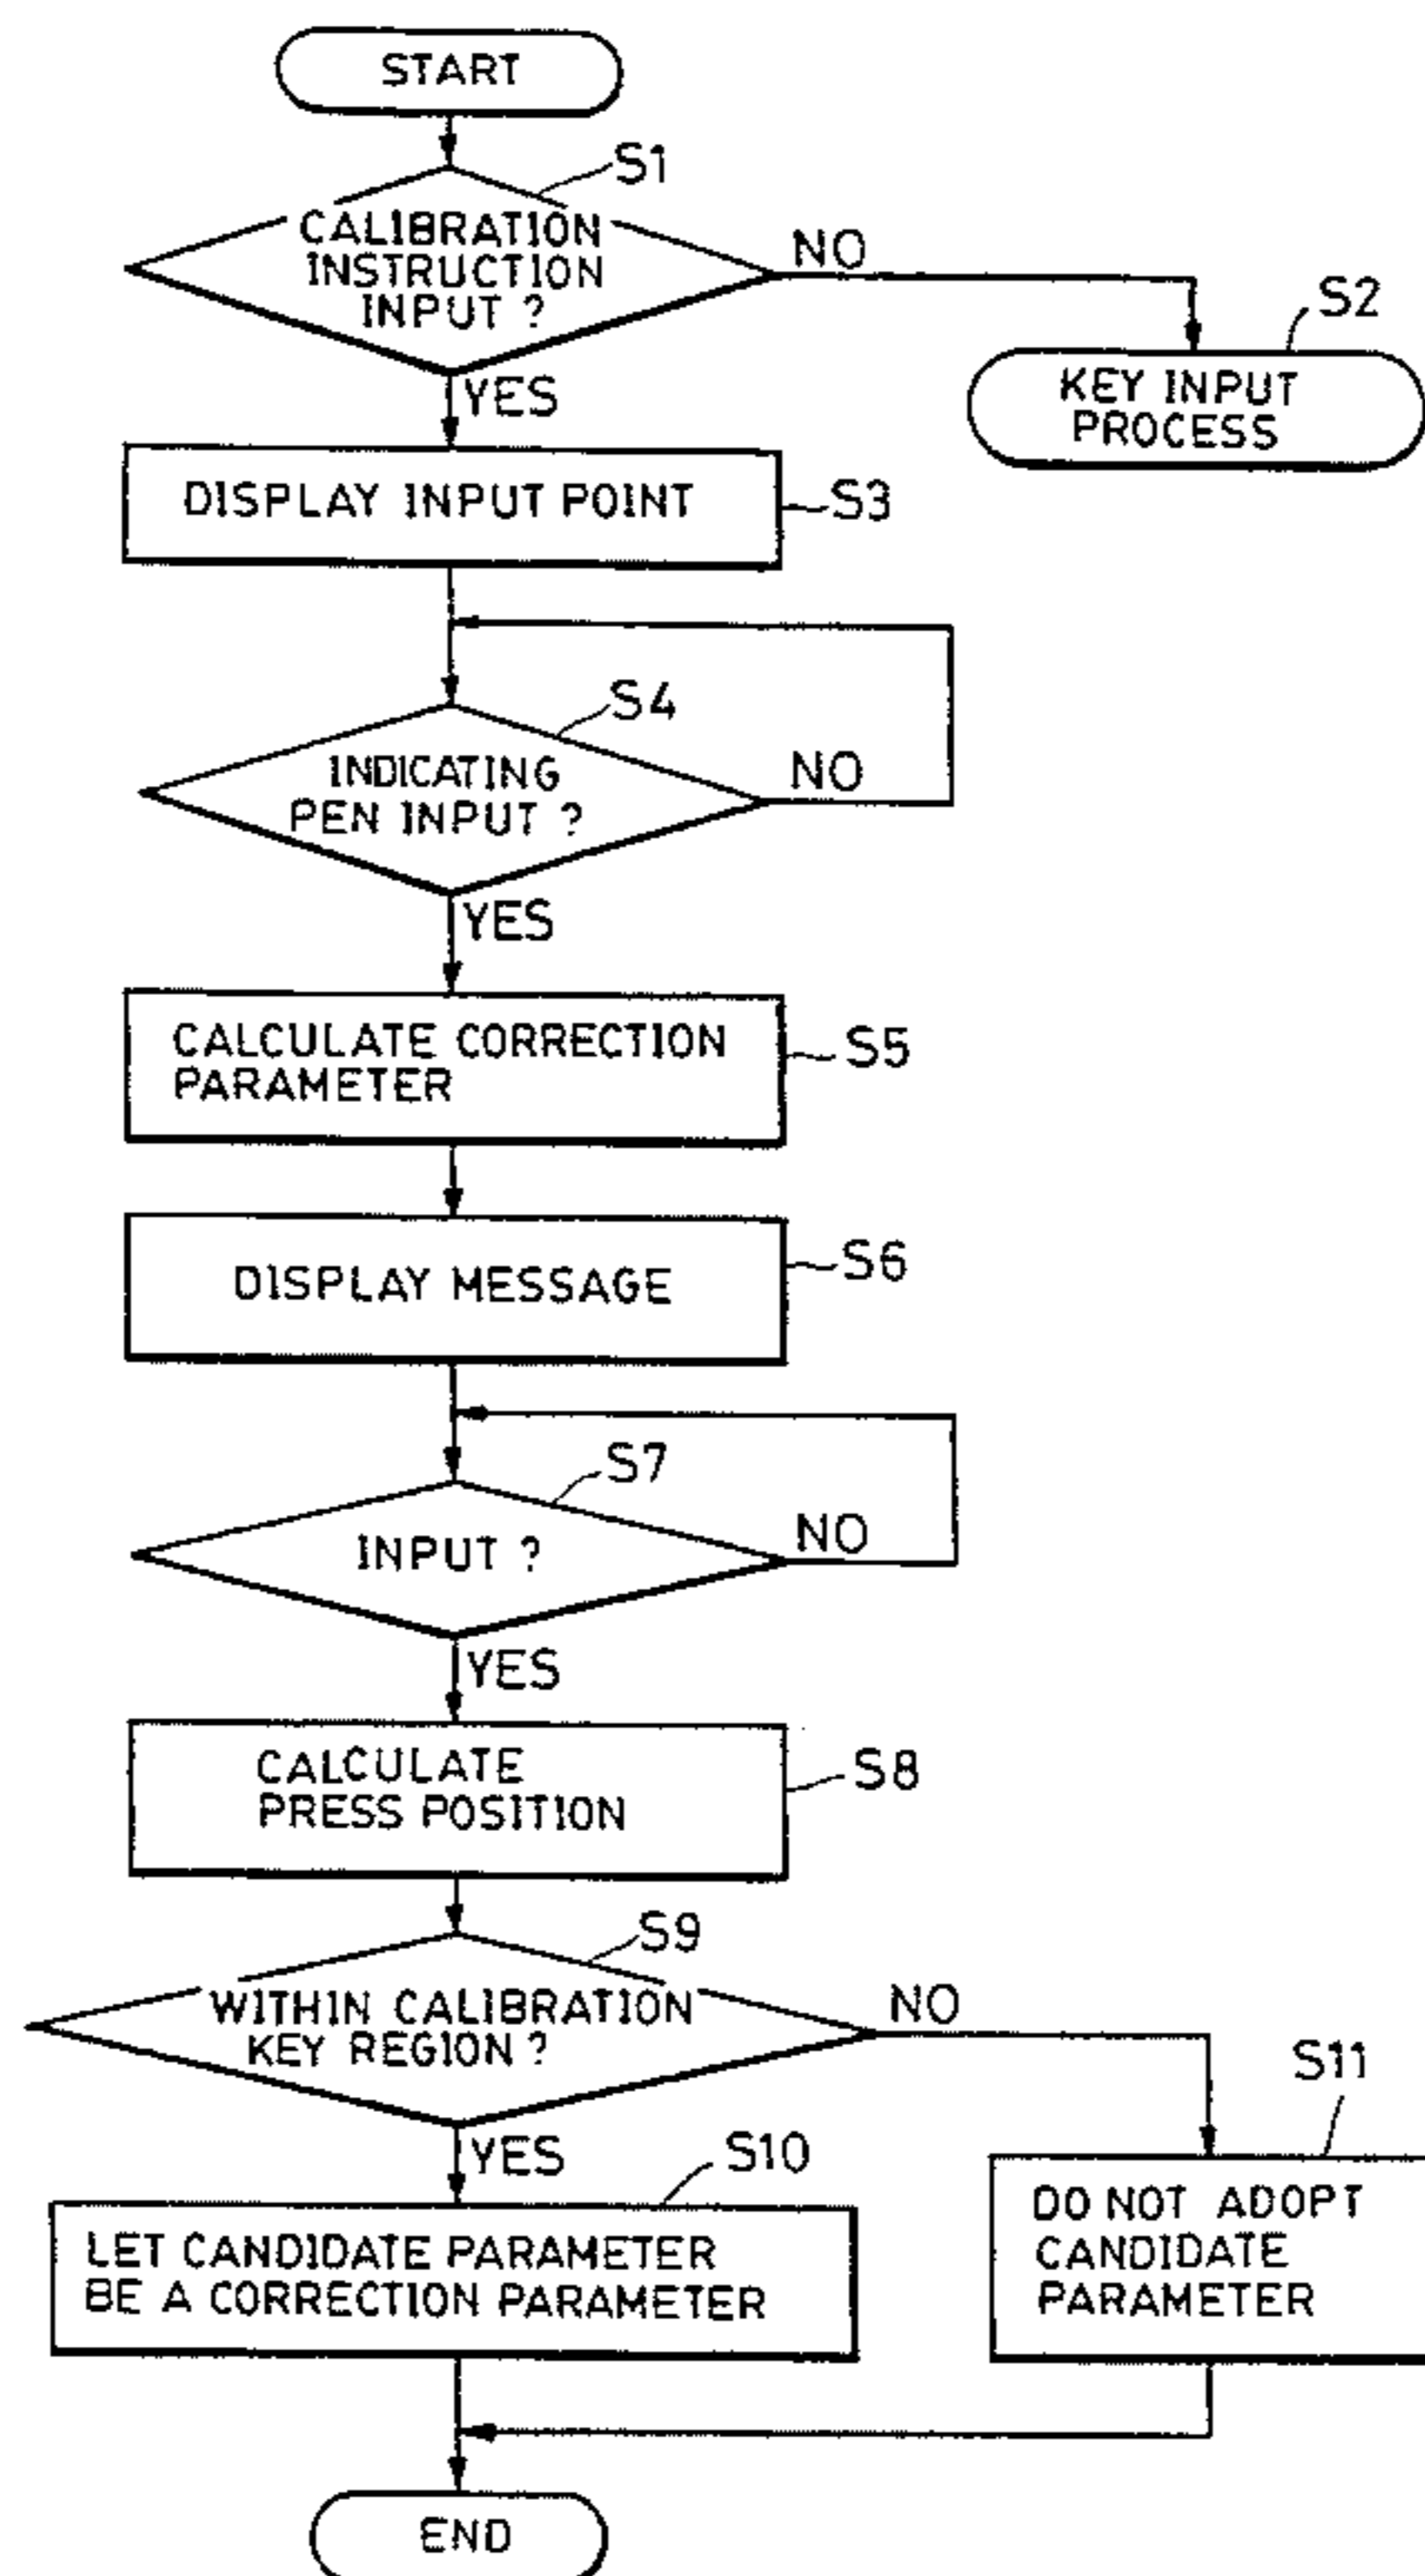 START
S1
CALIBRATION
INSTRUCTION
INPUT ?
NO
S2
KEY INPUT
PROCESS
YES
DISPLAY INPUT POINT
S3
S4
INDICATING
PEN INPUT ?
NO
YES
CALCULATE CORRECTION
PARAMETER
S5
DISPLAY MESSAGE
S6
S7
INPUT ?
NO
YES
CALCULATE
PRESS POSITION
S8
S9
WITHIN CALIBRATION
KEY REGION ?
NO
S11
YES
S10
LET CANDIDATE PARAMETER
BE A CORRECTION PARAMETER
DO NOT ADOPT
CANDIDATE
PARAMETER
END